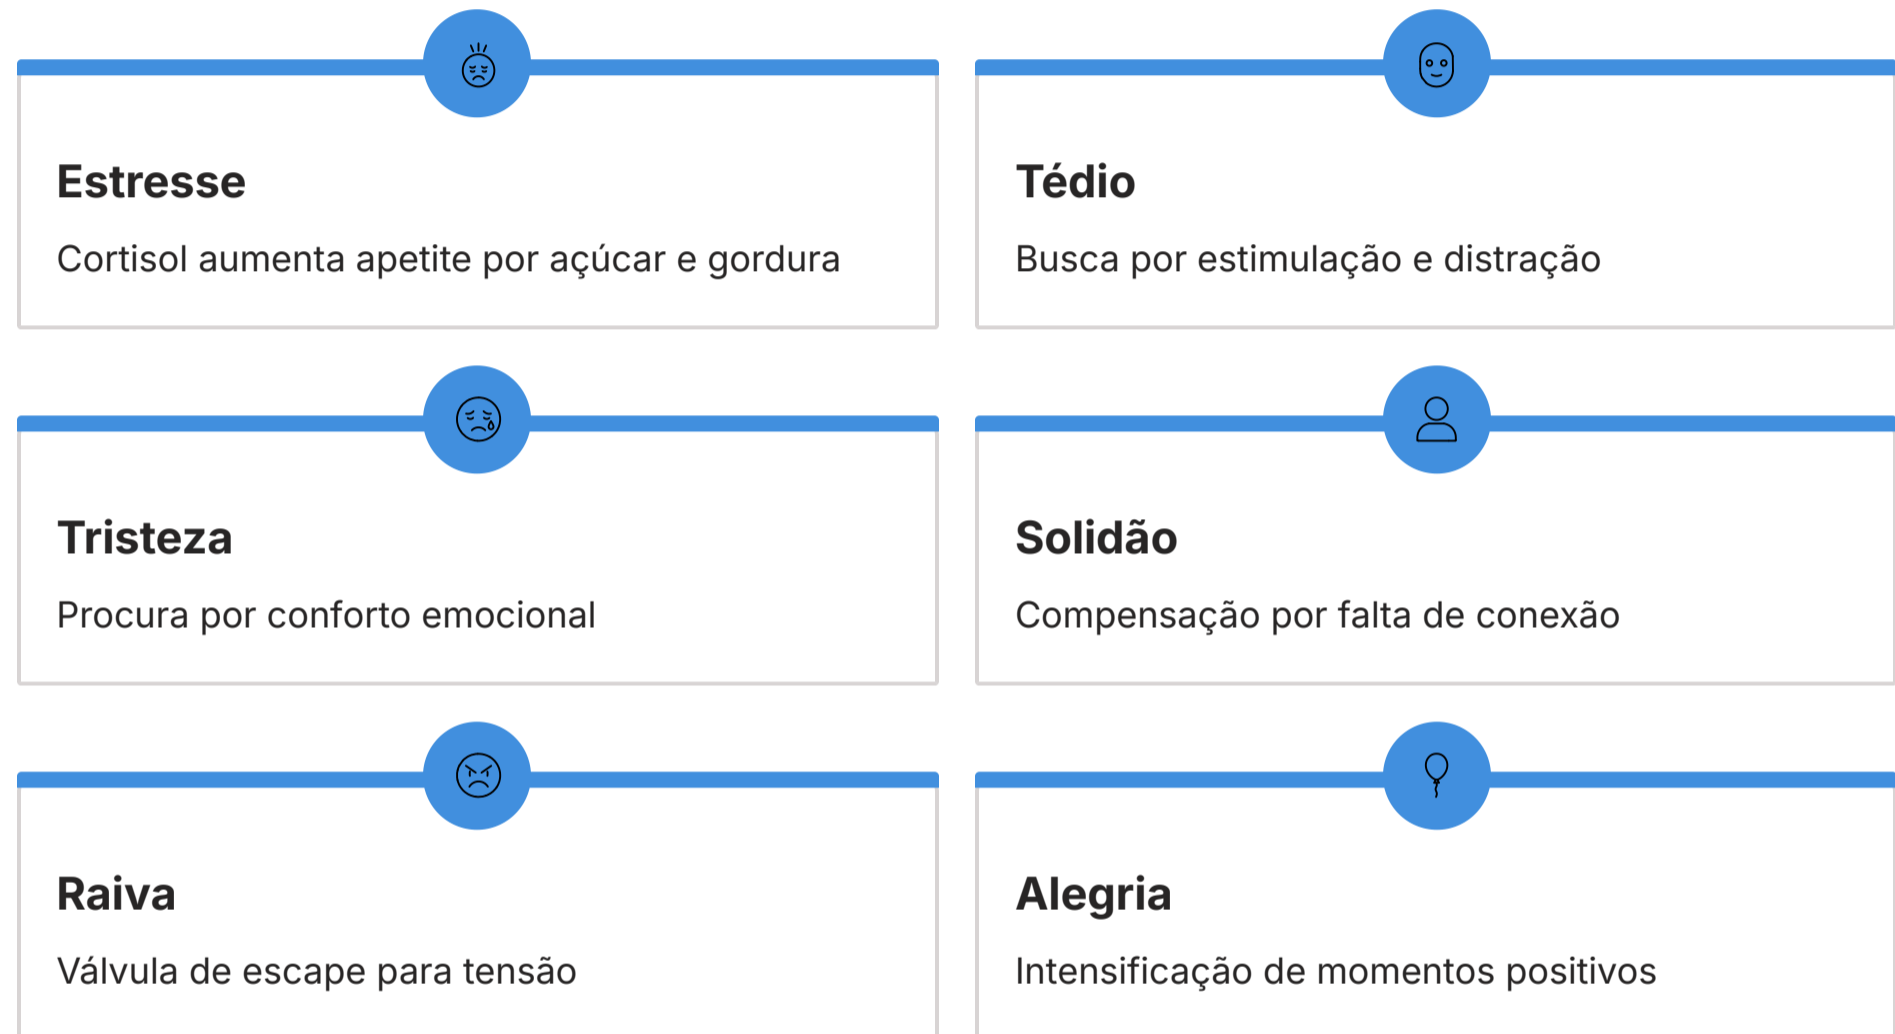 Estresse
Cortisol aumenta apetite por açúcar e gordura
Tédio
Busca por estimulação e distração
Tristeza
Procura por conforto emocional
Solidão
Compensação por falta de conexão
Raiva
Válvula de escape para tensão
Alegria
Intensificação de momentos positivos